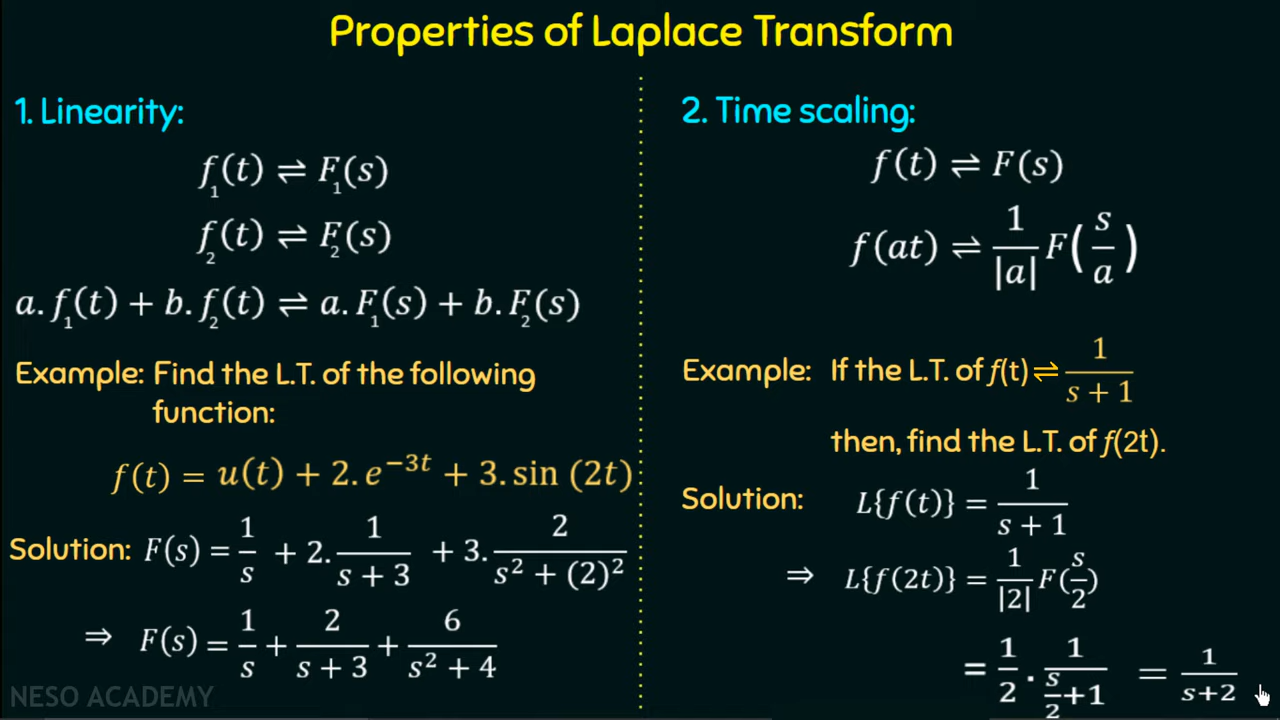 Properties of Laplace Transform
1. Linearity:
f₁(t) ⇌ F₁(s)
f₂(t) ⇌ F₂(s)
a.f₁(t) + b.f₂(t) ⇌ a.F₁(s) + b.F₂(s)
Example: Find the L.T. of the following
function:
f(t) = u(t) + 2.e⁻³ᵗ + 3.sin (2t)
Solution: F(s) = 1/s + 2. 1/(s + 3) + 3. 2/(s² + (2)²)
⇒ F(s) = 1/s + 2/(s + 3) + 6/(s² + 4)
NESO ACADEMY
2. Time scaling:
f(t) ⇌ F(s)
f(at) ⇌ 1/|a| F(s/a)
Example: If the L.T. of f(t) ⇌ 1/(s + 1)
then, find the L.T. of f(2t).
Solution: L{f(t)} = 1/(s + 1)
⇒ L{f(2t)} = 1/|2| F(s/2)
= 1/2 . 1/(s/2 + 1) = 1/(s+2)